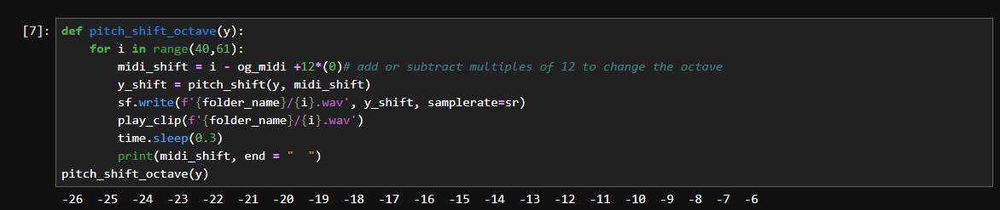 [7]: def pitch_shift_octave(y):
    for i in range(40,61):
        midi_shift = i - og_midi +12*(0)# add or subtract multiples of 12 to change the octave
        y_shift = pitch_shift(y, midi_shift)
        sf.write(f'{folder_name}/{i}.wav', y_shift, samplerate=sr)
        play_clip(f'{folder_name}/{i}.wav')
        time.sleep(0.3)
        print(midi_shift, end = "  ")
pitch_shift_octave(y)
-26  -25  -24  -23  -22  -21  -20  -19  -18  -17  -16  -15  -14  -13  -12  -11  -10  -9  -8  -7  -6